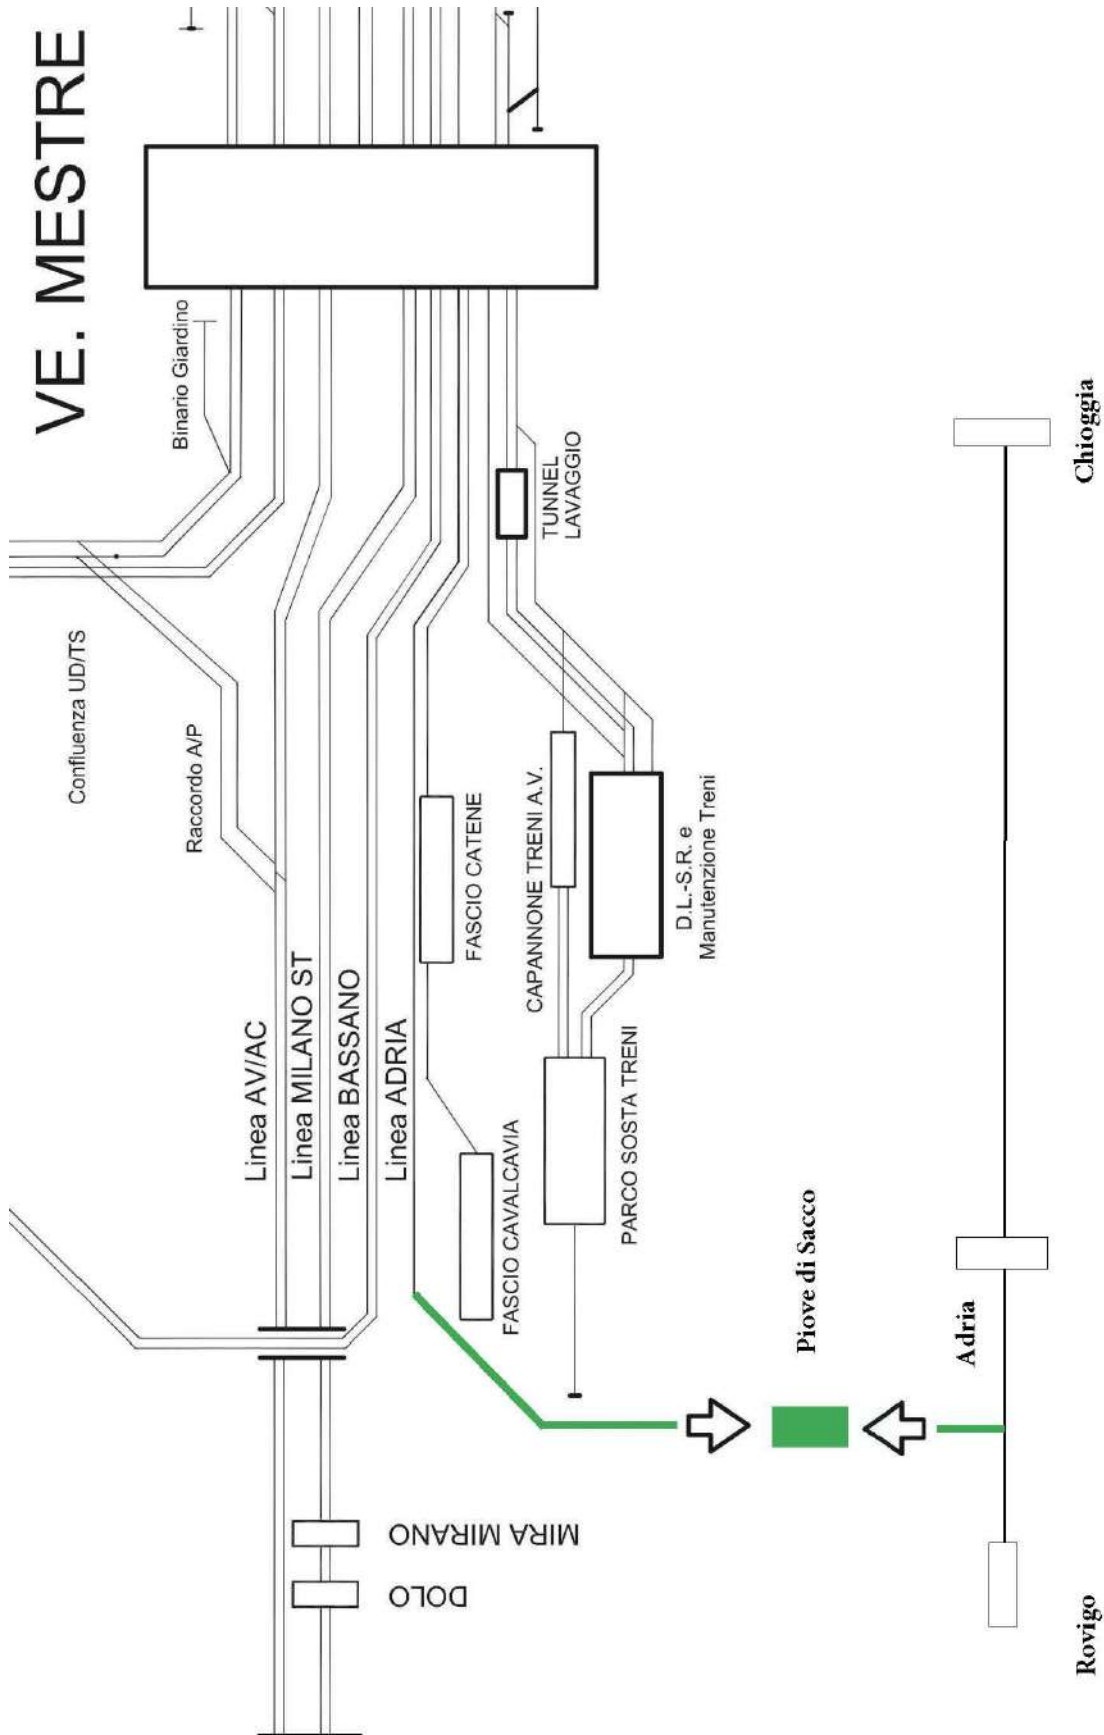 VE. MESTRE
Binario Giardino
Confluenza UD/TS
Raccordo A/P
Linea AV/AC
Linea MILANO ST
Linea BASSANO
Linea ADRIA
FASCIO CATENE
FASCIO CAVALCAVIA
TUNNEL
LAVAGGIO
CAPANNONE TRENI A.V.
D.L.-S.R. e
Manutenzione Treni
PARCO SOSTA TRENI
MIRA MIRANO
DOLO
Piove di Sacco
Adria
Chioggia
Rovigo